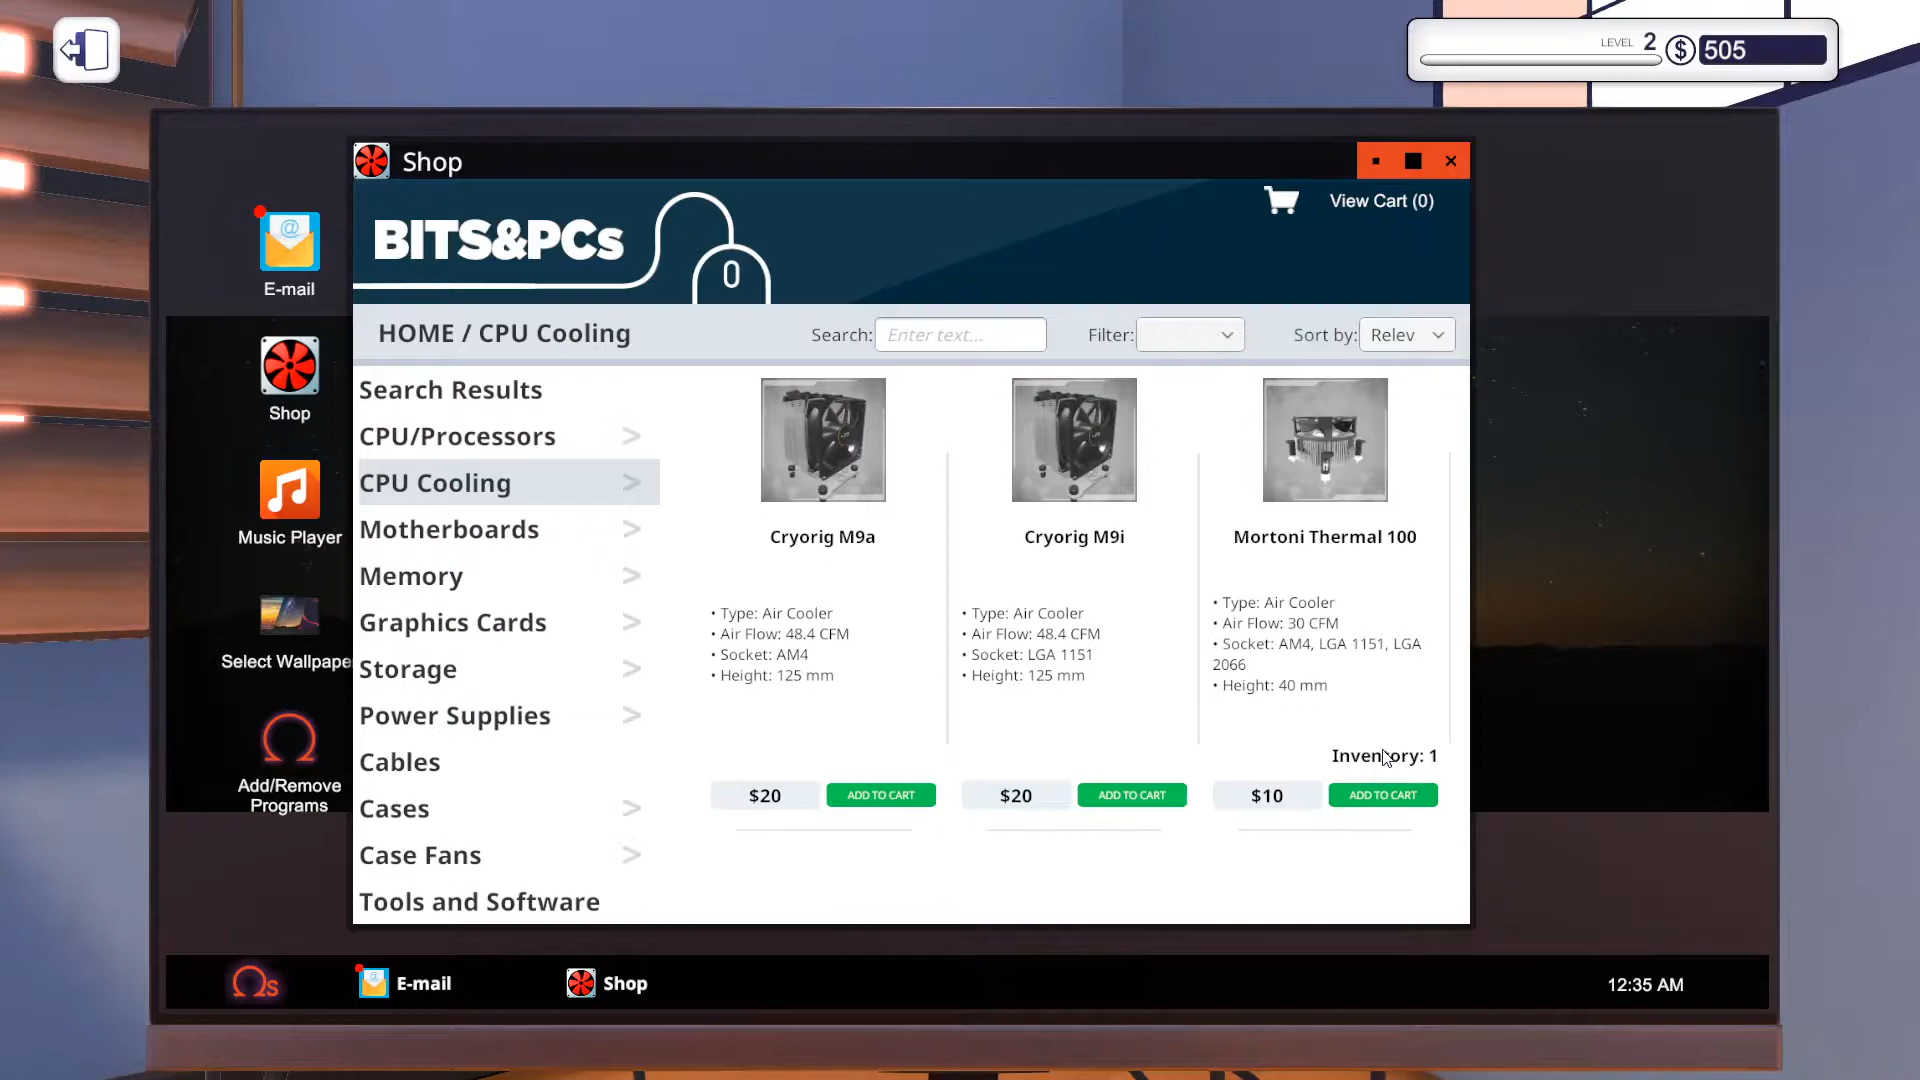 LEVEL 2 $ 505
Shop
View Cart (0)
BITS&PCs
E-mail
Shop
Music Player
Select Wallpape
Add/Remove
Programs
HOME / CPU Cooling
Search: Enter text...
Filter:
Sort by: Relev
Search Results
CPU/Processors >
CPU Cooling >
Motherboards >
Memory >
Graphics Cards >
Storage >
Power Supplies >
Cables
Cases >
Case Fans >
Tools and Software
Cryorig M9a
• Type: Air Cooler
• Air Flow: 48.4 CFM
• Socket: AM4
• Height: 125 mm
$20 ADD TO CART
Cryorig M9i
• Type: Air Cooler
• Air Flow: 48.4 CFM
• Socket: LGA 1151
• Height: 125 mm
$20 ADD TO CART
Mortoni Thermal 100
• Type: Air Cooler
• Air Flow: 30 CFM
• Socket: AM4, LGA 1151, LGA
2066
• Height: 40 mm
Inventory: 1
$10 ADD TO CART
Ωs
E-mail
Shop
12:35 AM